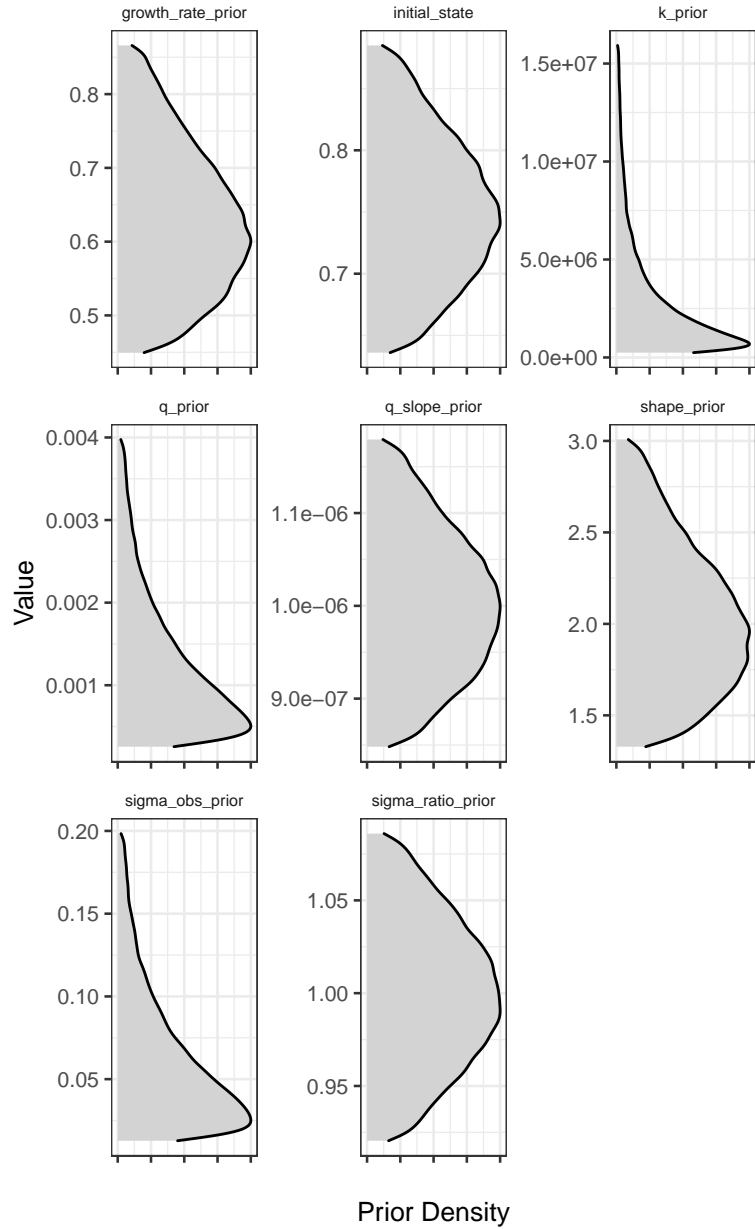 growth_rate_prior
initial_state
k_prior
0.8
0.7
0.6
0.5
0.8
0.7
1.5e+07
1.0e+07
5.0e+06
0.0e+00
q_prior
q_slope_prior
shape_prior
0.004
0.003
0.002
0.001
1.1e−06
1.0e−06
9.0e−07
3.0
2.5
2.0
1.5
Value
sigma_obs_prior
sigma_ratio_prior
0.20
0.15
0.10
0.05
1.05
1.00
0.95
Prior Density